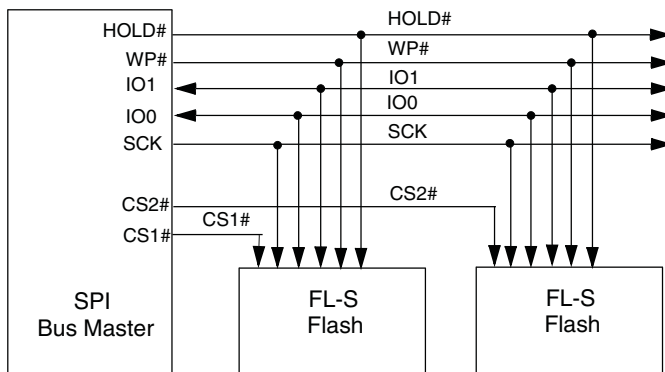 HOLD#
HOLD#
WP#
WP#
IO1
IO1
IO0
IO0
SCK
SCK
CS2#
CS2#
CS1#
CS1#
SPI
Bus Master
FL-S
Flash
FL-S
Flash